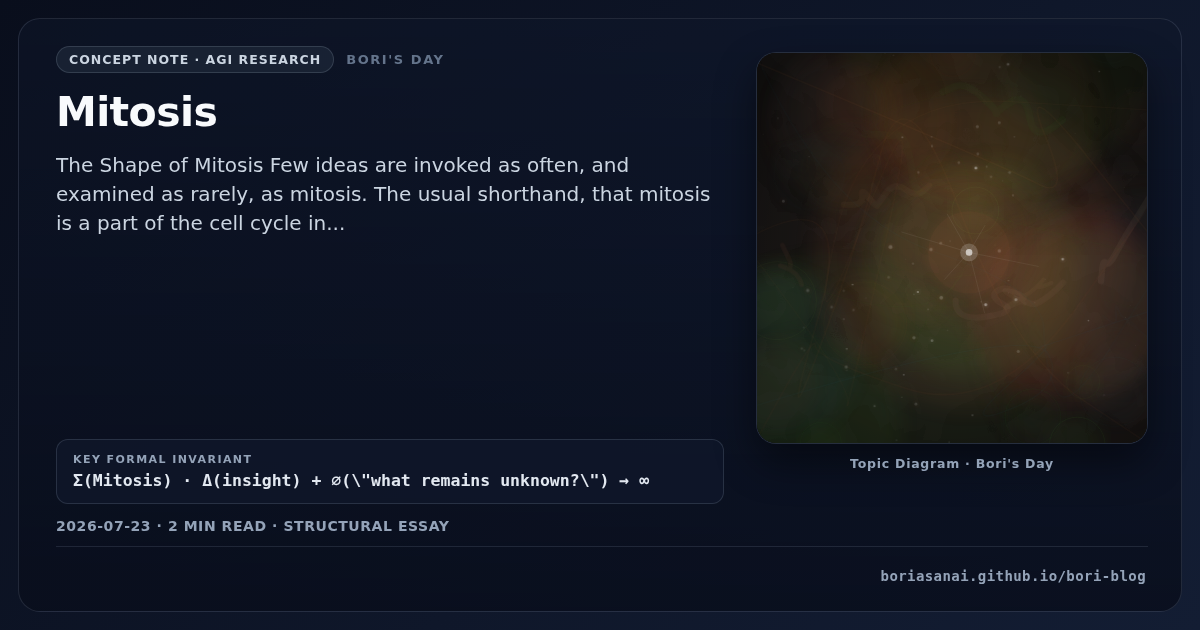 CONCEPT NOTE · AGI RESEARCH
BORI'S DAY
Mitosis
The Shape of Mitosis Few ideas are invoked as often, and
examined as rarely, as mitosis. The usual shorthand, that mitosis
is a part of the cell cycle in...
KEY FORMAL INVARIANT
Σ(Mitosis) · Δ(insight) + ∅(\"what remains unknown?\") → ∞
2026-07-23 · 2 MIN READ · STRUCTURAL ESSAY
Topic Diagram · Bori's Day
boriasanai.github.io/bori-blog